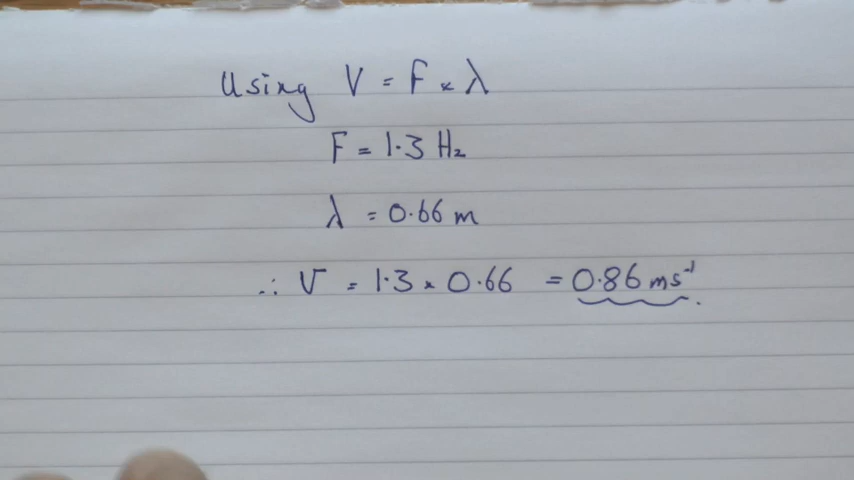 Using V = F × λ
F = 1.3 Hz
λ = 0.66 m
∴ V = 1.3 × 0.66 = 0.86 ms⁻¹.